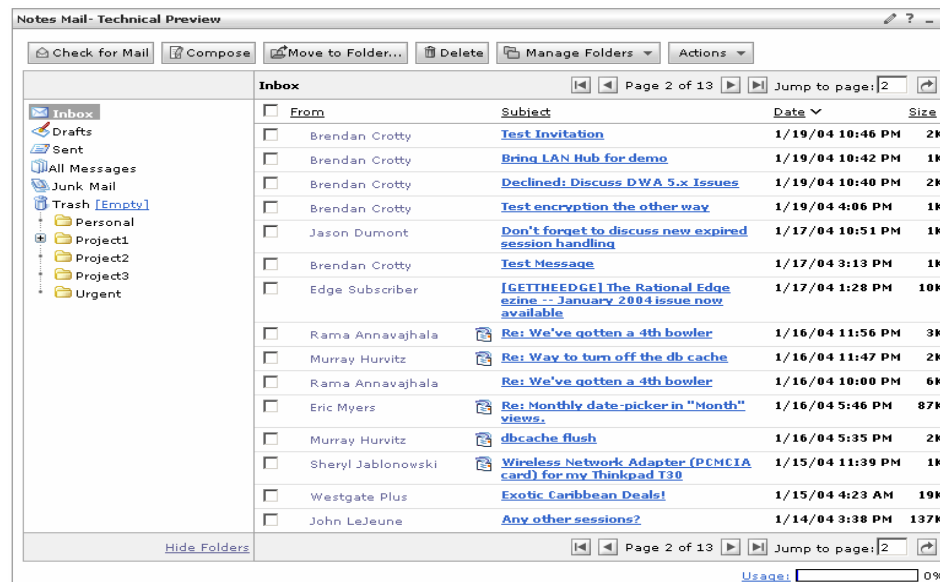 Notes Mail- Technical Preview
?
Check for Mail Compose Move to Folder... Delete Manage Folders Actions
Inbox Page 2 of 13 Jump to page: 2
Inbox
Drafts
Sent
All Messages
Junk Mail
Trash [Empty]
Personal
Project1
Project2
Project3
Urgent
From Subject Date Size
Brendan Crotty Test Invitation 1/19/04 10:46 PM 2K
Brendan Crotty Bring LAN Hub for demo 1/19/04 10:42 PM 1K
Brendan Crotty Declined: Discuss DWA 5.x Issues 1/19/04 10:40 PM 2K
Brendan Crotty Test encryption the other way 1/19/04 4:06 PM 1K
Jason Dumont Don't forget to discuss new expired 1/17/04 10:51 PM 1K
session handling
Brendan Crotty Test Message 1/17/04 3:13 PM 1K
Edge Subscriber [GETTHEEDGE] The Rational Edge 1/17/04 1:28 PM 10K
ezine -- January 2004 issue now
available
Rama Annavajhala Re: We've gotten a 4th bowler 1/16/04 11:56 PM 3K
Murray Hurvitz Re: Way to turn off the db cache 1/16/04 11:47 PM 2K
Rama Annavajhala Re: We've gotten a 4th bowler 1/16/04 10:00 PM 6K
Eric Myers Re: Monthly date-picker in "Month" 1/16/04 5:46 PM 87K
views.
Murray Hurvitz dbcache flush 1/16/04 5:35 PM 2K
Sheryl Jablonowski Wireless Network Adapter (PCMCIA 1/15/04 11:39 PM 1K
card) for my Thinkpad T30
Westgate Plus Exotic Caribbean Deals! 1/15/04 4:23 AM 19K
John LeJeune Any other sessions? 1/14/04 3:38 PM 137K
Hide Folders Page 2 of 13 Jump to page: 2
Usage: 0%